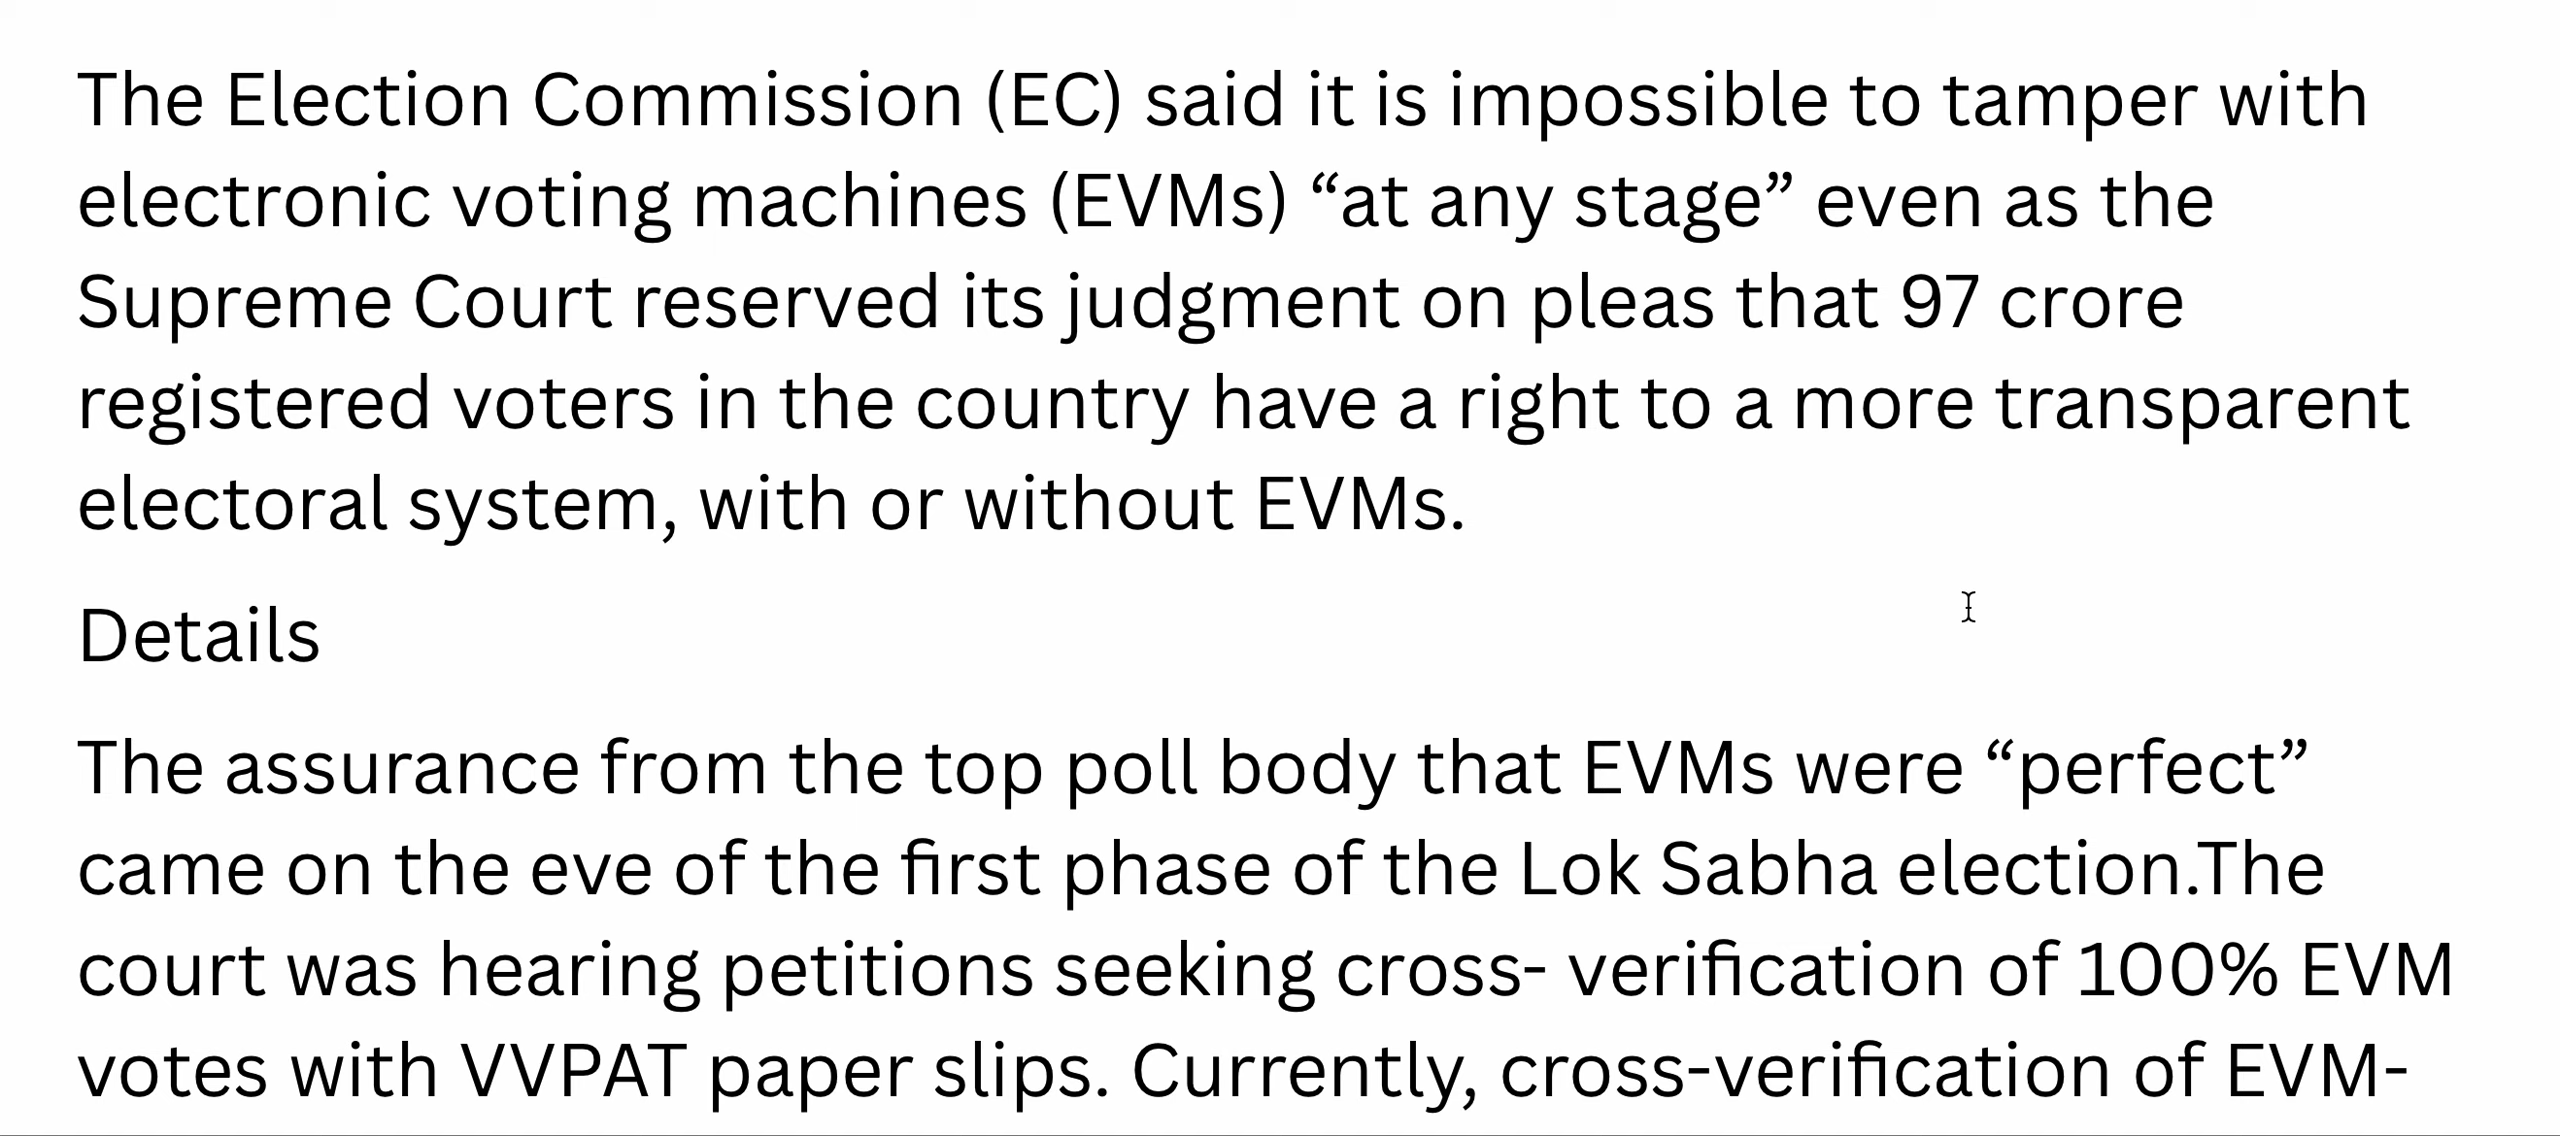 The Election Commission (EC) said it is impossible to tamper with
electronic voting machines (EVMs) “at any stage” even as the
Supreme Court reserved its judgment on pleas that 97 crore
registered voters in the country have a right to a more transparent
electoral system, with or without EVMs.
Details
The assurance from the top poll body that EVMs were “perfect”
came on the eve of the first phase of the Lok Sabha election.The
court was hearing petitions seeking cross- verification of 100% EVM
votes with VVPAT paper slips. Currently, cross-verification of EVM-